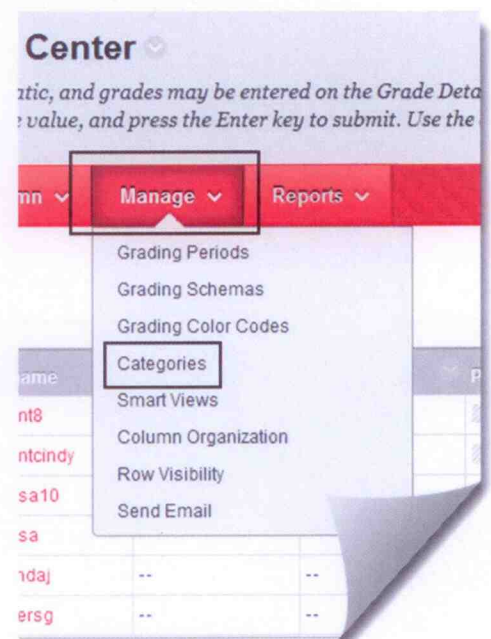 Center
atic, and grades may be entered on the Grade Deta
value, and press the Enter key to submit. Use the
mn Manage Reports
Grading Periods
Grading Schemas
Grading Color Codes
ame Categories P
nt8 Smart Views
ntcindy Column Organization
sa10 Row Visibility
Send Email
sa
ndaj -- --
ersg -- --